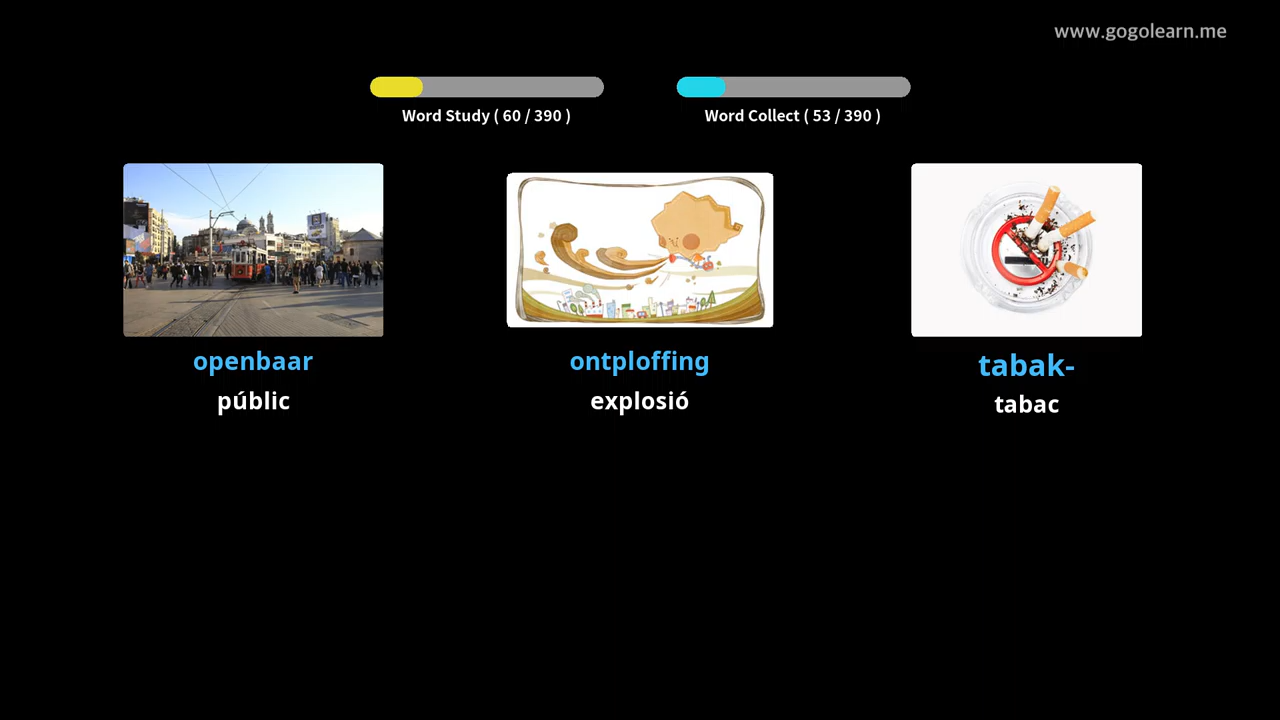 www.gogolearn.me
Word Study ( 60 / 390 )
Word Collect ( 53 / 390 )
openbaar
públic
ontploffing
explosió
tabak-
tabac